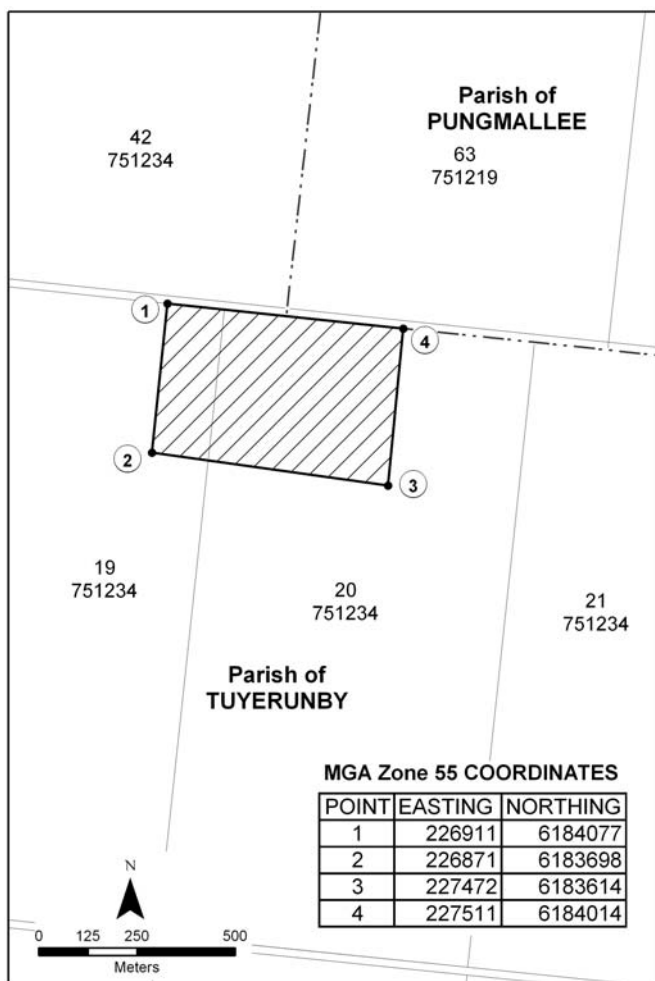 Parish of
PUNGMALLEE
42
751234
63
751219
1
4
2
3
19
751234
20
751234
21
751234
Parish of
TUYERUNBY
MGA Zone 55 COORDINATES
POINT EASTING NORTHING
1 226911 6184077
2 226871 6183698
3 227472 6183614
4 227511 6184014
N
0 125 250 500
Meters